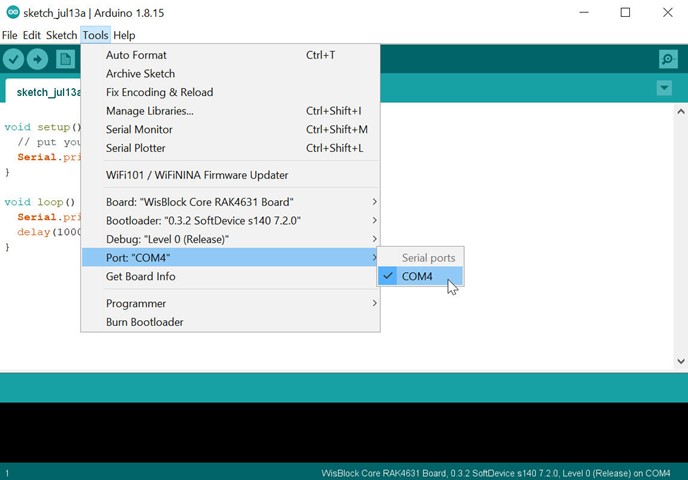 sketch_jul13a | Arduino 1.8.15
File Edit Sketch Tools Help
Auto Format Ctrl+T
Archive Sketch
Fix Encoding & Reload
Manage Libraries... Ctrl+Shift+I
Serial Monitor Ctrl+Shift+M
Serial Plotter Ctrl+Shift+L
WiFi101 / WiFiNINA Firmware Updater
Board: "WisBlock Core RAK4631 Board"
Bootloader: "0.3.2 SoftDevice s140 7.2.0"
Debug: "Level 0 (Release)"
Port: "COM4"
Get Board Info
Programmer
Burn Bootloader
Serial ports
COM4
sketch_jul13a
void setup()
// put you
Serial.pri
}
void loop()
Serial.pri
delay(1000
}
1
WisBlock Core RAK4631 Board, 0.3.2 SoftDevice s140 7.2.0, Level 0 (Release) on COM4